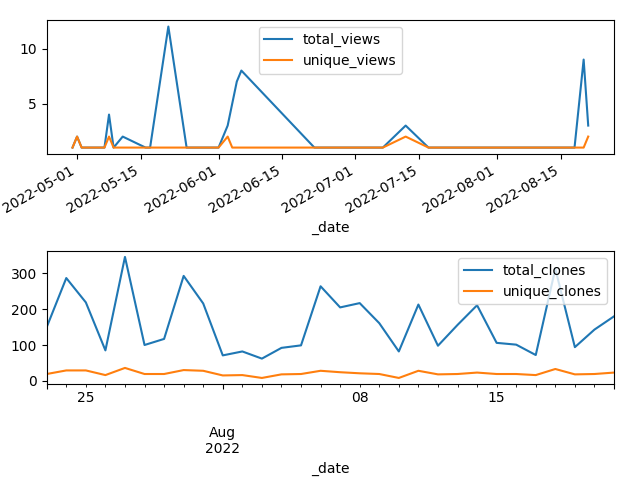 10
5
total_views
unique_views
2022-05-01
2022-05-15
2022-06-01
2022-06-15
2022-07-01
2022-07-15
2022-08-01
2022-08-15
_date
300
200
100
0
total_clones
unique_clones
25
08
15
Aug
2022
_date